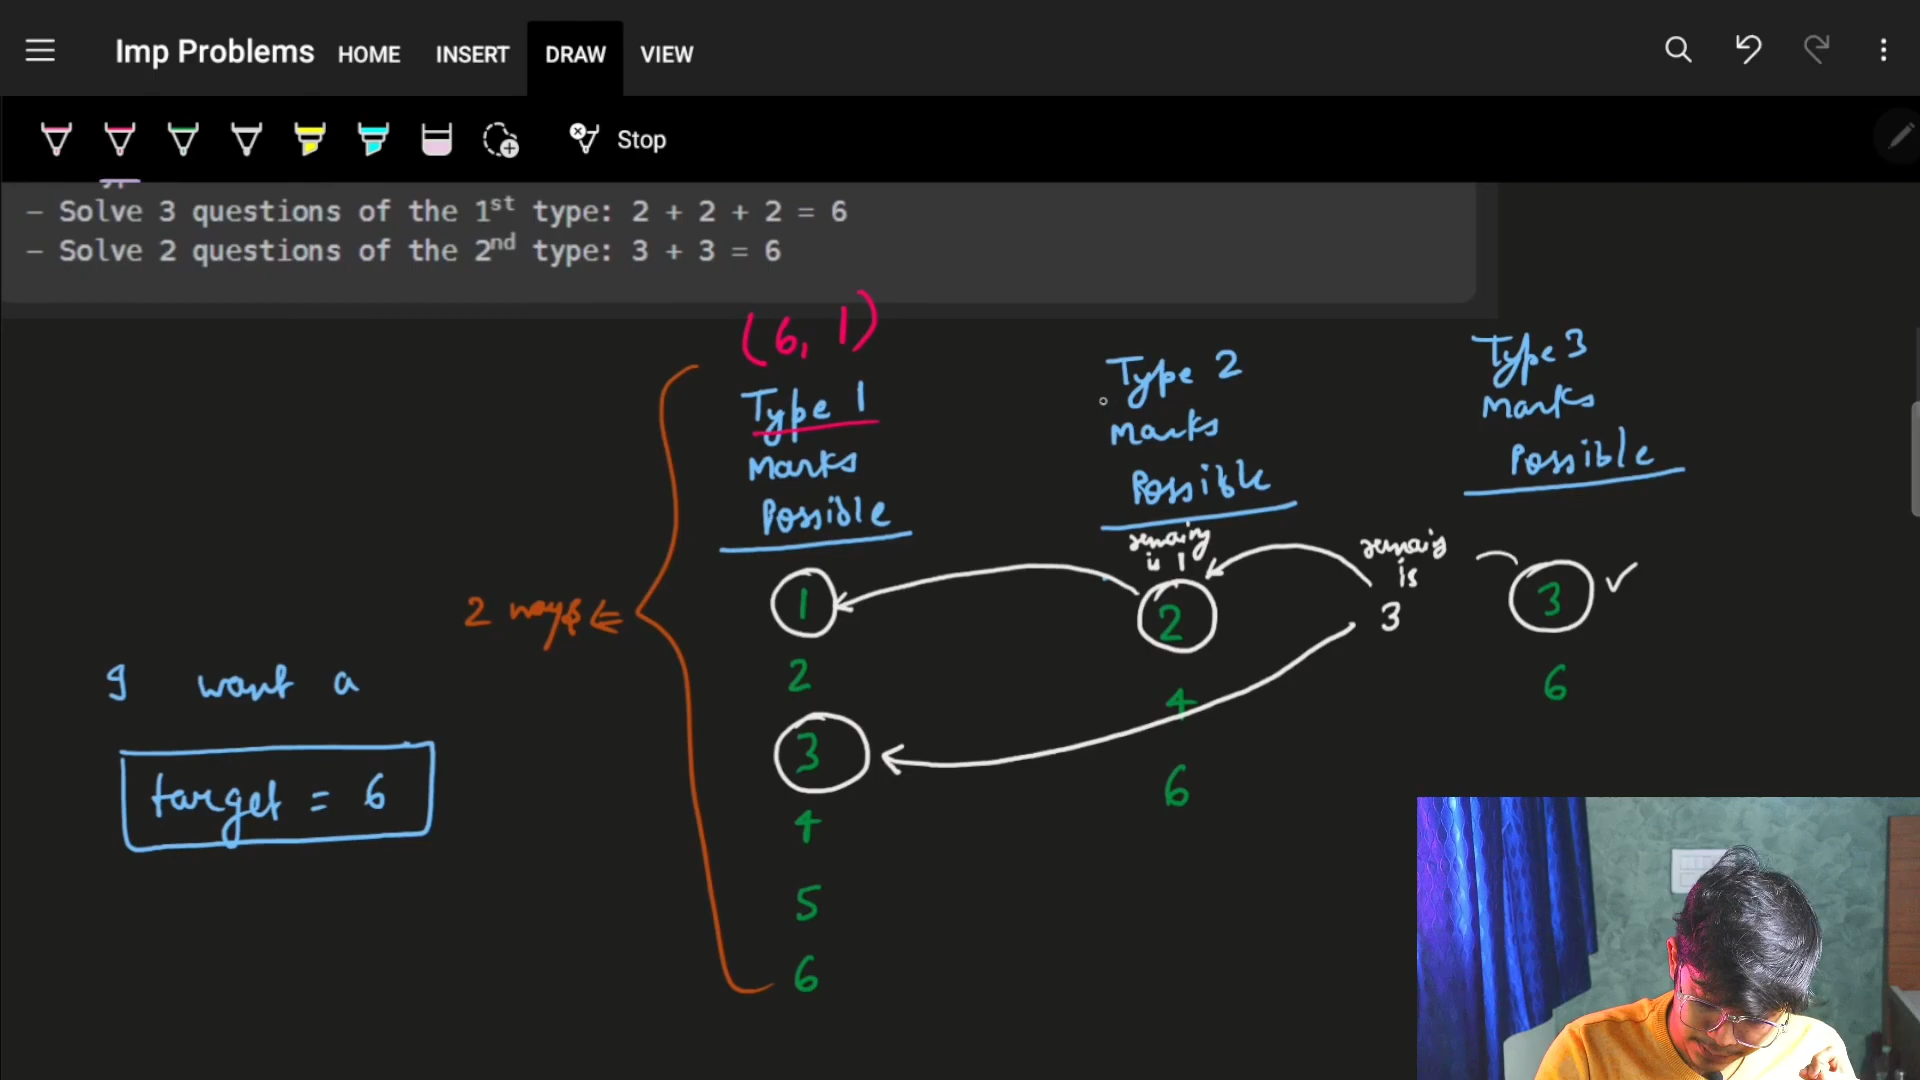 Imp Problems HOME INSERT DRAW VIEW
Stop
– Solve 3 questions of the 1st type: 2 + 2 + 2 = 6
– Solve 2 questions of the 2nd type: 3 + 3 = 6
(6, 1)
Type 1
Marks
Possible
1
2
3
4
5
6
Type 2
Marks
Possible
is 1
2
4
6
Type 3
Marks
Possible
is
3
3
6
2 ways
I want a
target = 6